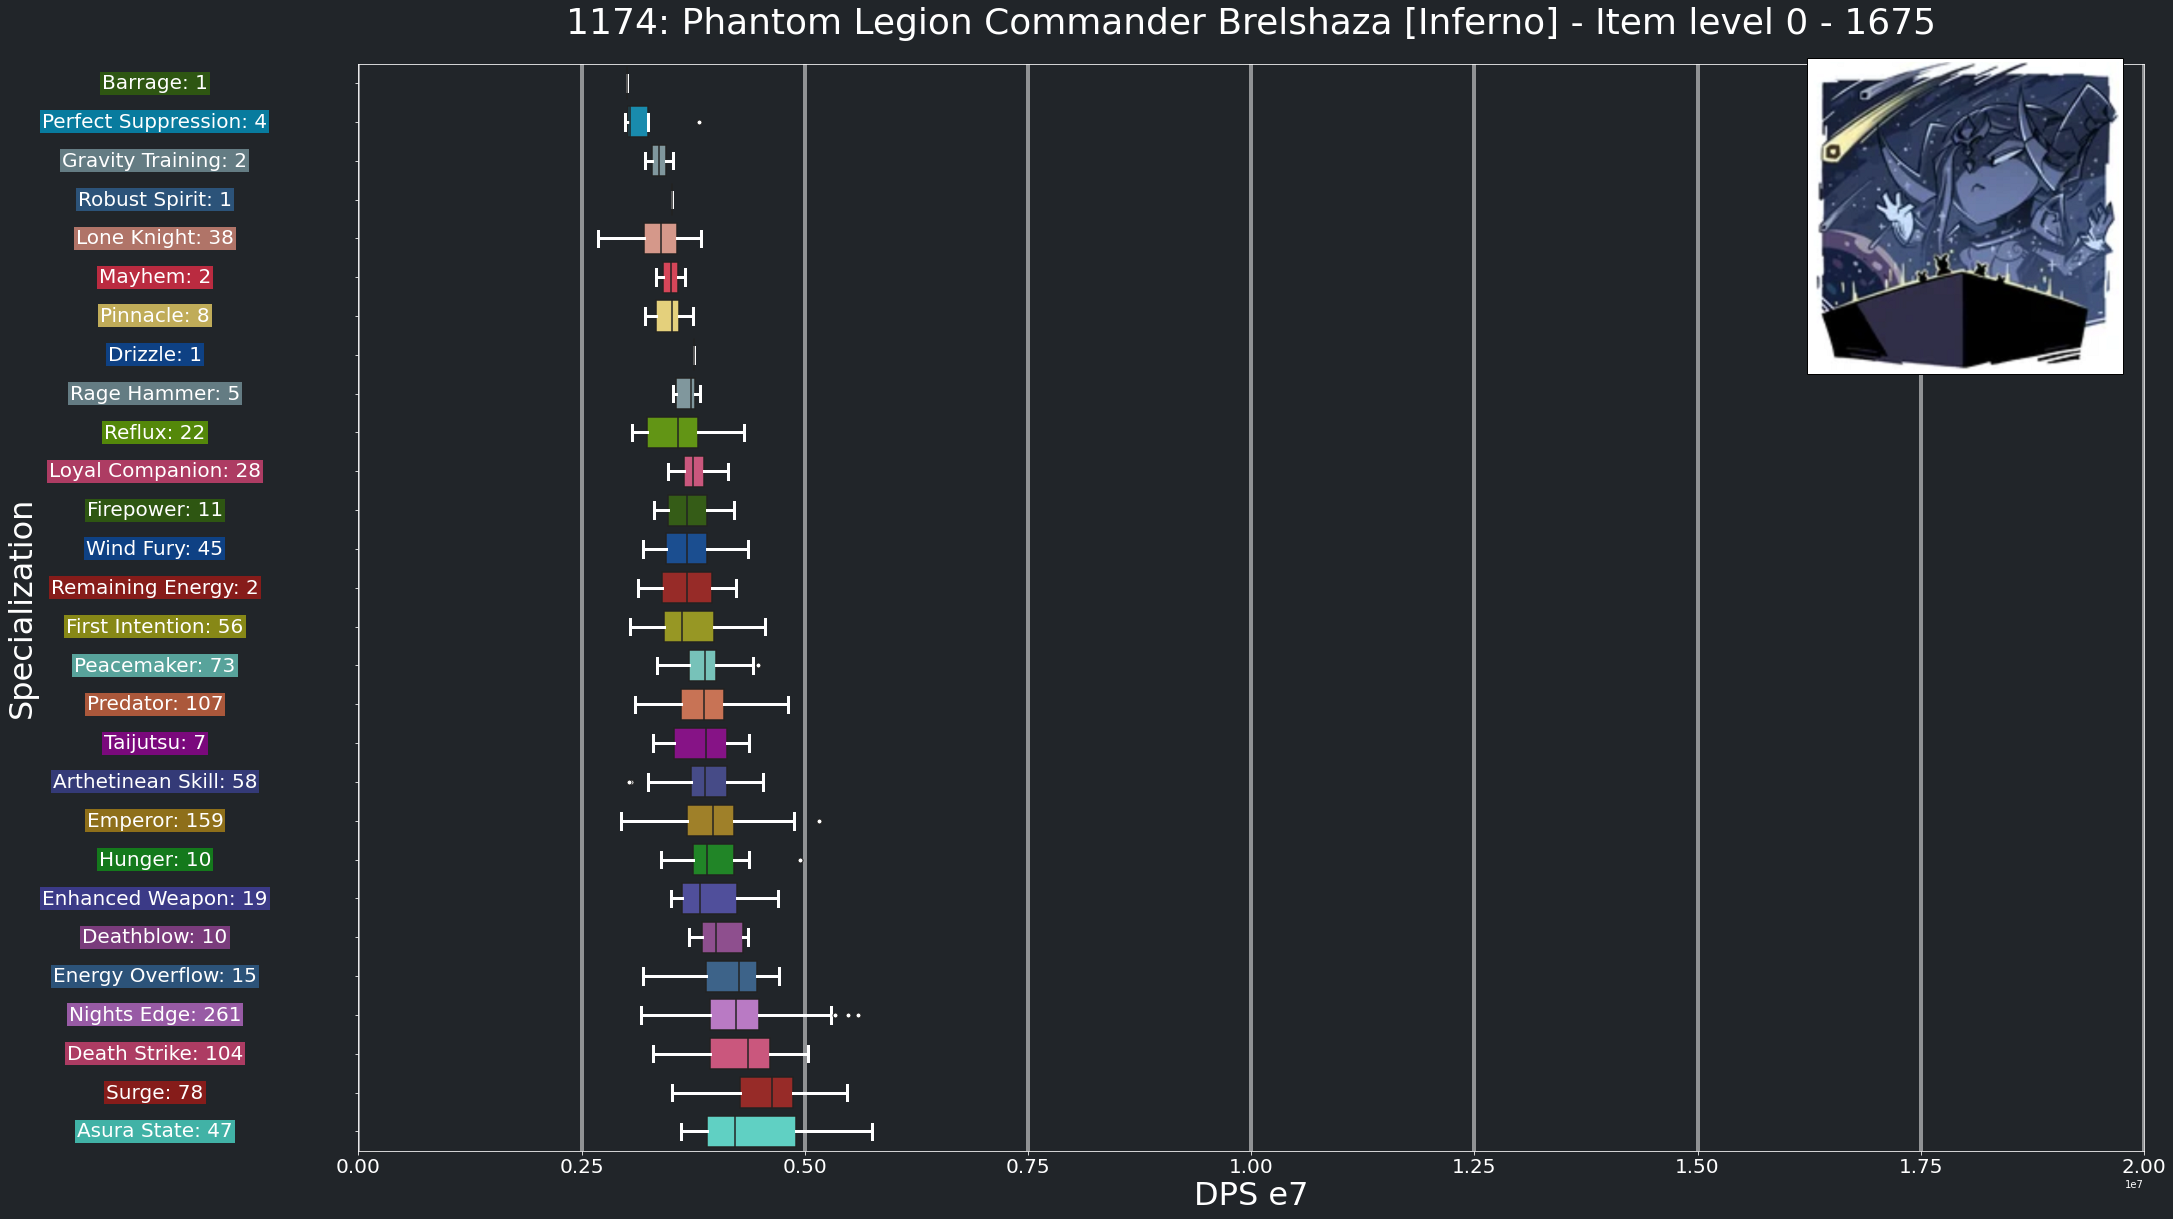 1174: Phantom Legion Commander Brelshaza [Inferno] - Item level 0 - 1675
Specialization
Barrage: 1
Perfect Suppression: 4
Gravity Training: 2
Robust Spirit: 1
Lone Knight: 38
Mayhem: 2
Pinnacle: 8
Drizzle: 1
Rage Hammer: 5
Reflux: 22
Loyal Companion: 28
Firepower: 11
Wind Fury: 45
Remaining Energy: 2
First Intention: 56
Peacemaker: 73
Predator: 107
Taijutsu: 7
Arthetinean Skill: 58
Emperor: 159
Hunger: 10
Enhanced Weapon: 19
Deathblow: 10
Energy Overflow: 15
Nights Edge: 261
Death Strike: 104
Surge: 78
Asura State: 47
0.00 0.25 0.50 0.75 1.00 1.25 1.50 1.75 2.00
1e7
DPS e7